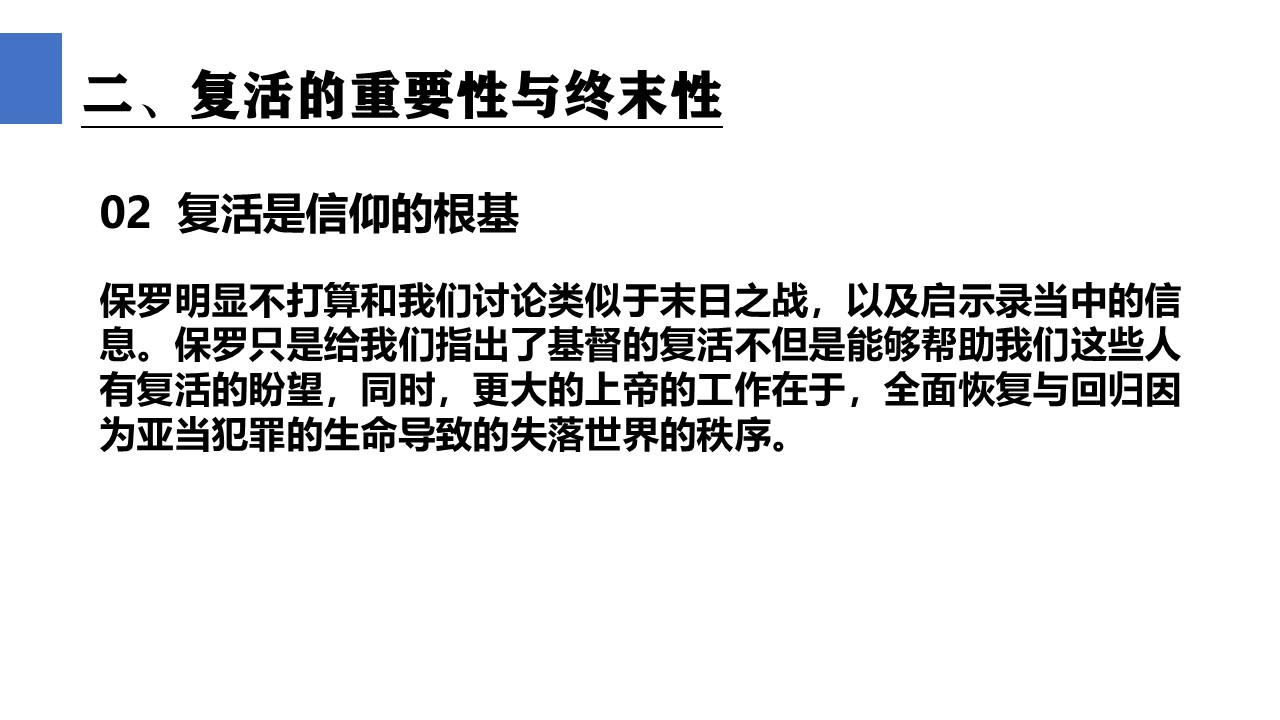 二、复活的重要性与终末性
02 复活是信仰的根基
保罗明显不打算和我们讨论类似于末日之战，以及启示录当中的信
息。保罗只是给我们指出了基督的复活不但是能够帮助我们这些人
有复活的盼望，同时，更大的上帝的工作在于，全面恢复与回归因
为亚当犯罪的生命导致的失落世界的秩序。